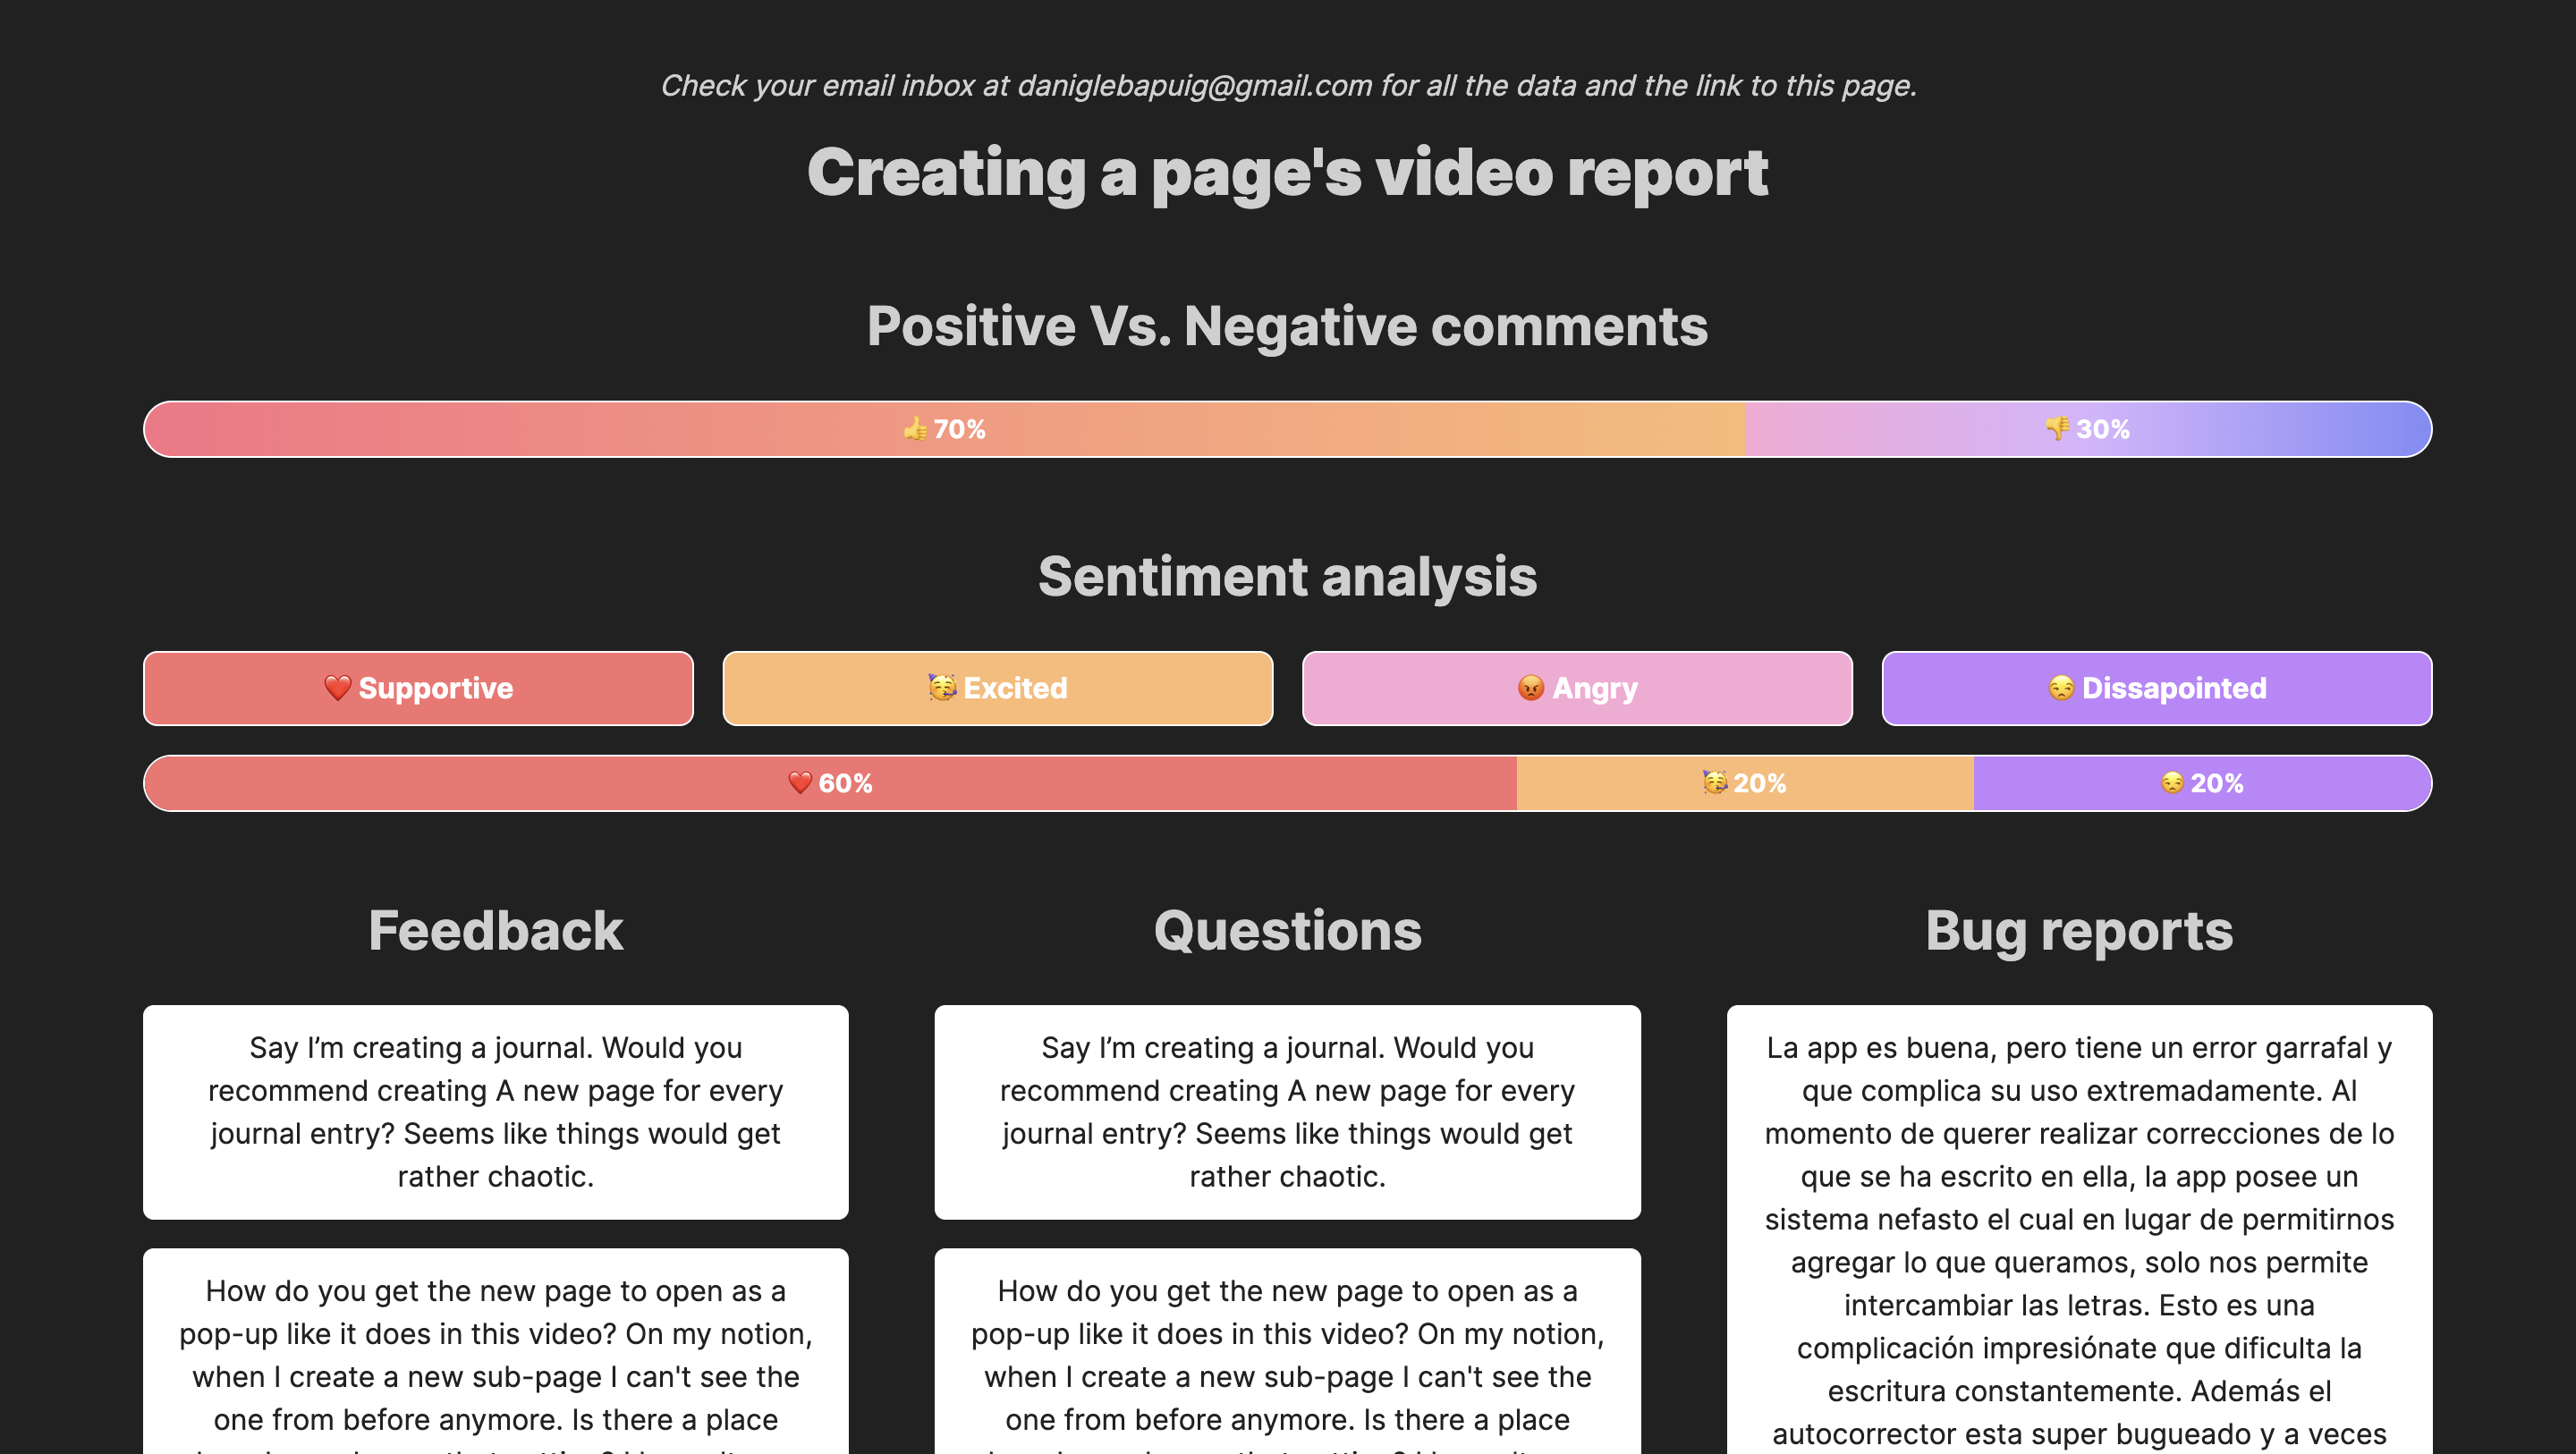 Check your email inbox at daniglebapuig@gmail.com for all the data and the link to this page.
Creating a page's video report
Positive Vs. Negative comments
👍 70%
👎 30%
Sentiment analysis
❤️ Supportive
🥳 Excited
😡 Angry
😒 Dissapointed
❤️ 60%
🥳 20%
😒 20%
Feedback
Say I’m creating a journal. Would you
recommend creating A new page for every
journal entry? Seems like things would get
rather chaotic.
How do you get the new page to open as a
pop-up like it does in this video? On my notion,
when I create a new sub-page I can't see the
one from before anymore. Is there a place
Questions
Say I’m creating a journal. Would you
recommend creating A new page for every
journal entry? Seems like things would get
rather chaotic.
How do you get the new page to open as a
pop-up like it does in this video? On my notion,
when I create a new sub-page I can't see the
one from before anymore. Is there a place
Bug reports
La app es buena, pero tiene un error garrafal y
que complica su uso extremadamente. Al
momento de querer realizar correcciones de lo
que se ha escrito en ella, la app posee un
sistema nefasto el cual en lugar de permitirnos
agregar lo que queramos, solo nos permite
intercambiar las letras. Esto es una
complicación impresiónate que dificulta la
escritura constantemente. Además el
autocorrector esta super bugueado y a veces